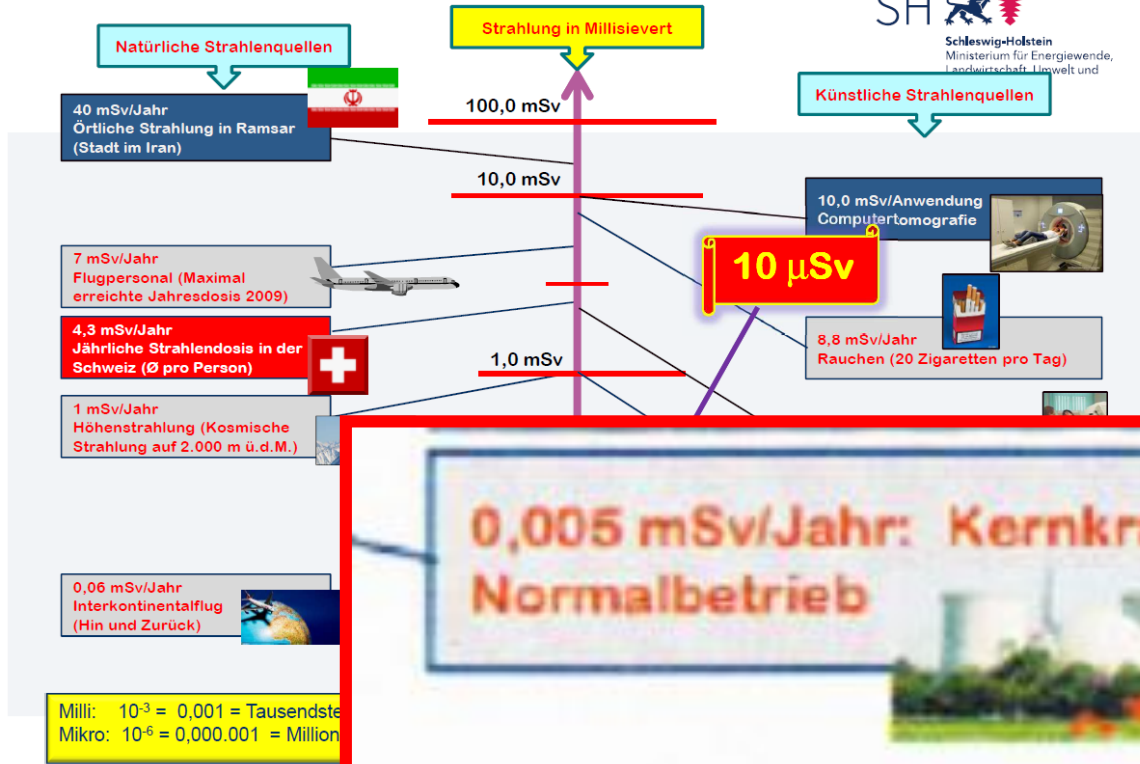 SH
Schleswig-Holstein
Ministerium für Energiewende,
Landwirtschaft, Umwelt und
Natürliche Strahlenquellen
Strahlung in Millisievert
Künstliche Strahlenquellen
40 mSv/Jahr
Örtliche Strahlung in Ramsar
(Stadt im Iran)
100,0 mSv
10,0 mSv
10,0 mSv/Anwendung
Computertomografie
7 mSv/Jahr
Flugpersonal (Maximal
erreichte Jahresdosis 2009)
10 µSv
4,3 mSv/Jahr
Jährliche Strahlendosis in der
Schweiz (Ø pro Person)
8,8 mSv/Jahr
Rauchen (20 Zigaretten pro Tag)
1,0 mSv
1 mSv/Jahr
Höhenstrahlung (Kosmische
Strahlung auf 2.000 m ü.d.M.)
0,005 mSv/Jahr: Kernkr
Normalbetrieb
0,06 mSv/Jahr
Interkontinentalflug
(Hin und Zurück)
Milli: 10⁻³ = 0,001 = Tausendste
Mikro: 10⁻⁶ = 0,000.001 = Million